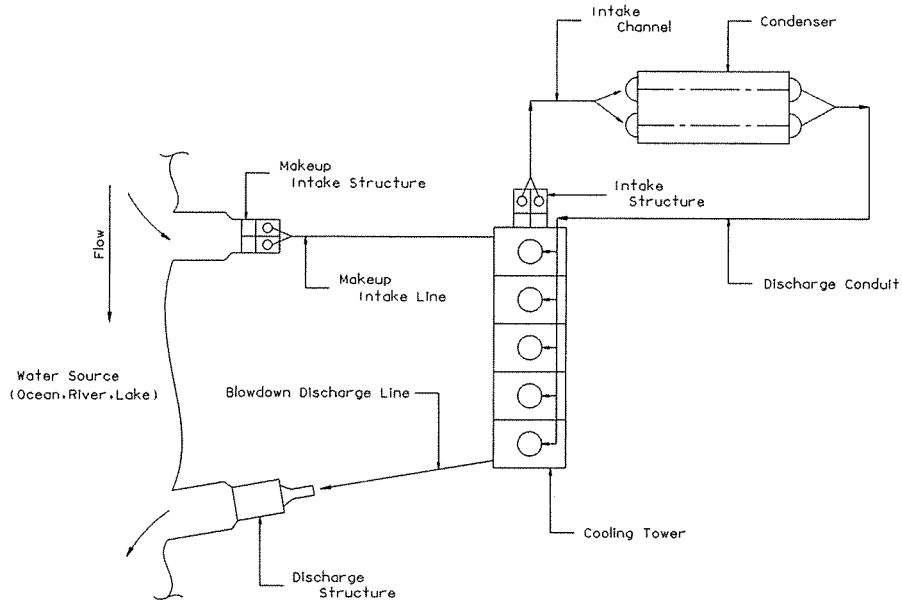 Intake
Channel
Condenser
Makeup
Intake Structure
Intake
Structure
Flow
Makeup
Intake Line
Discharge Conduit
Water Source
(Ocean,River,Lake)
Blowdown Discharge Line
Cooling Tower
Discharge
Structure